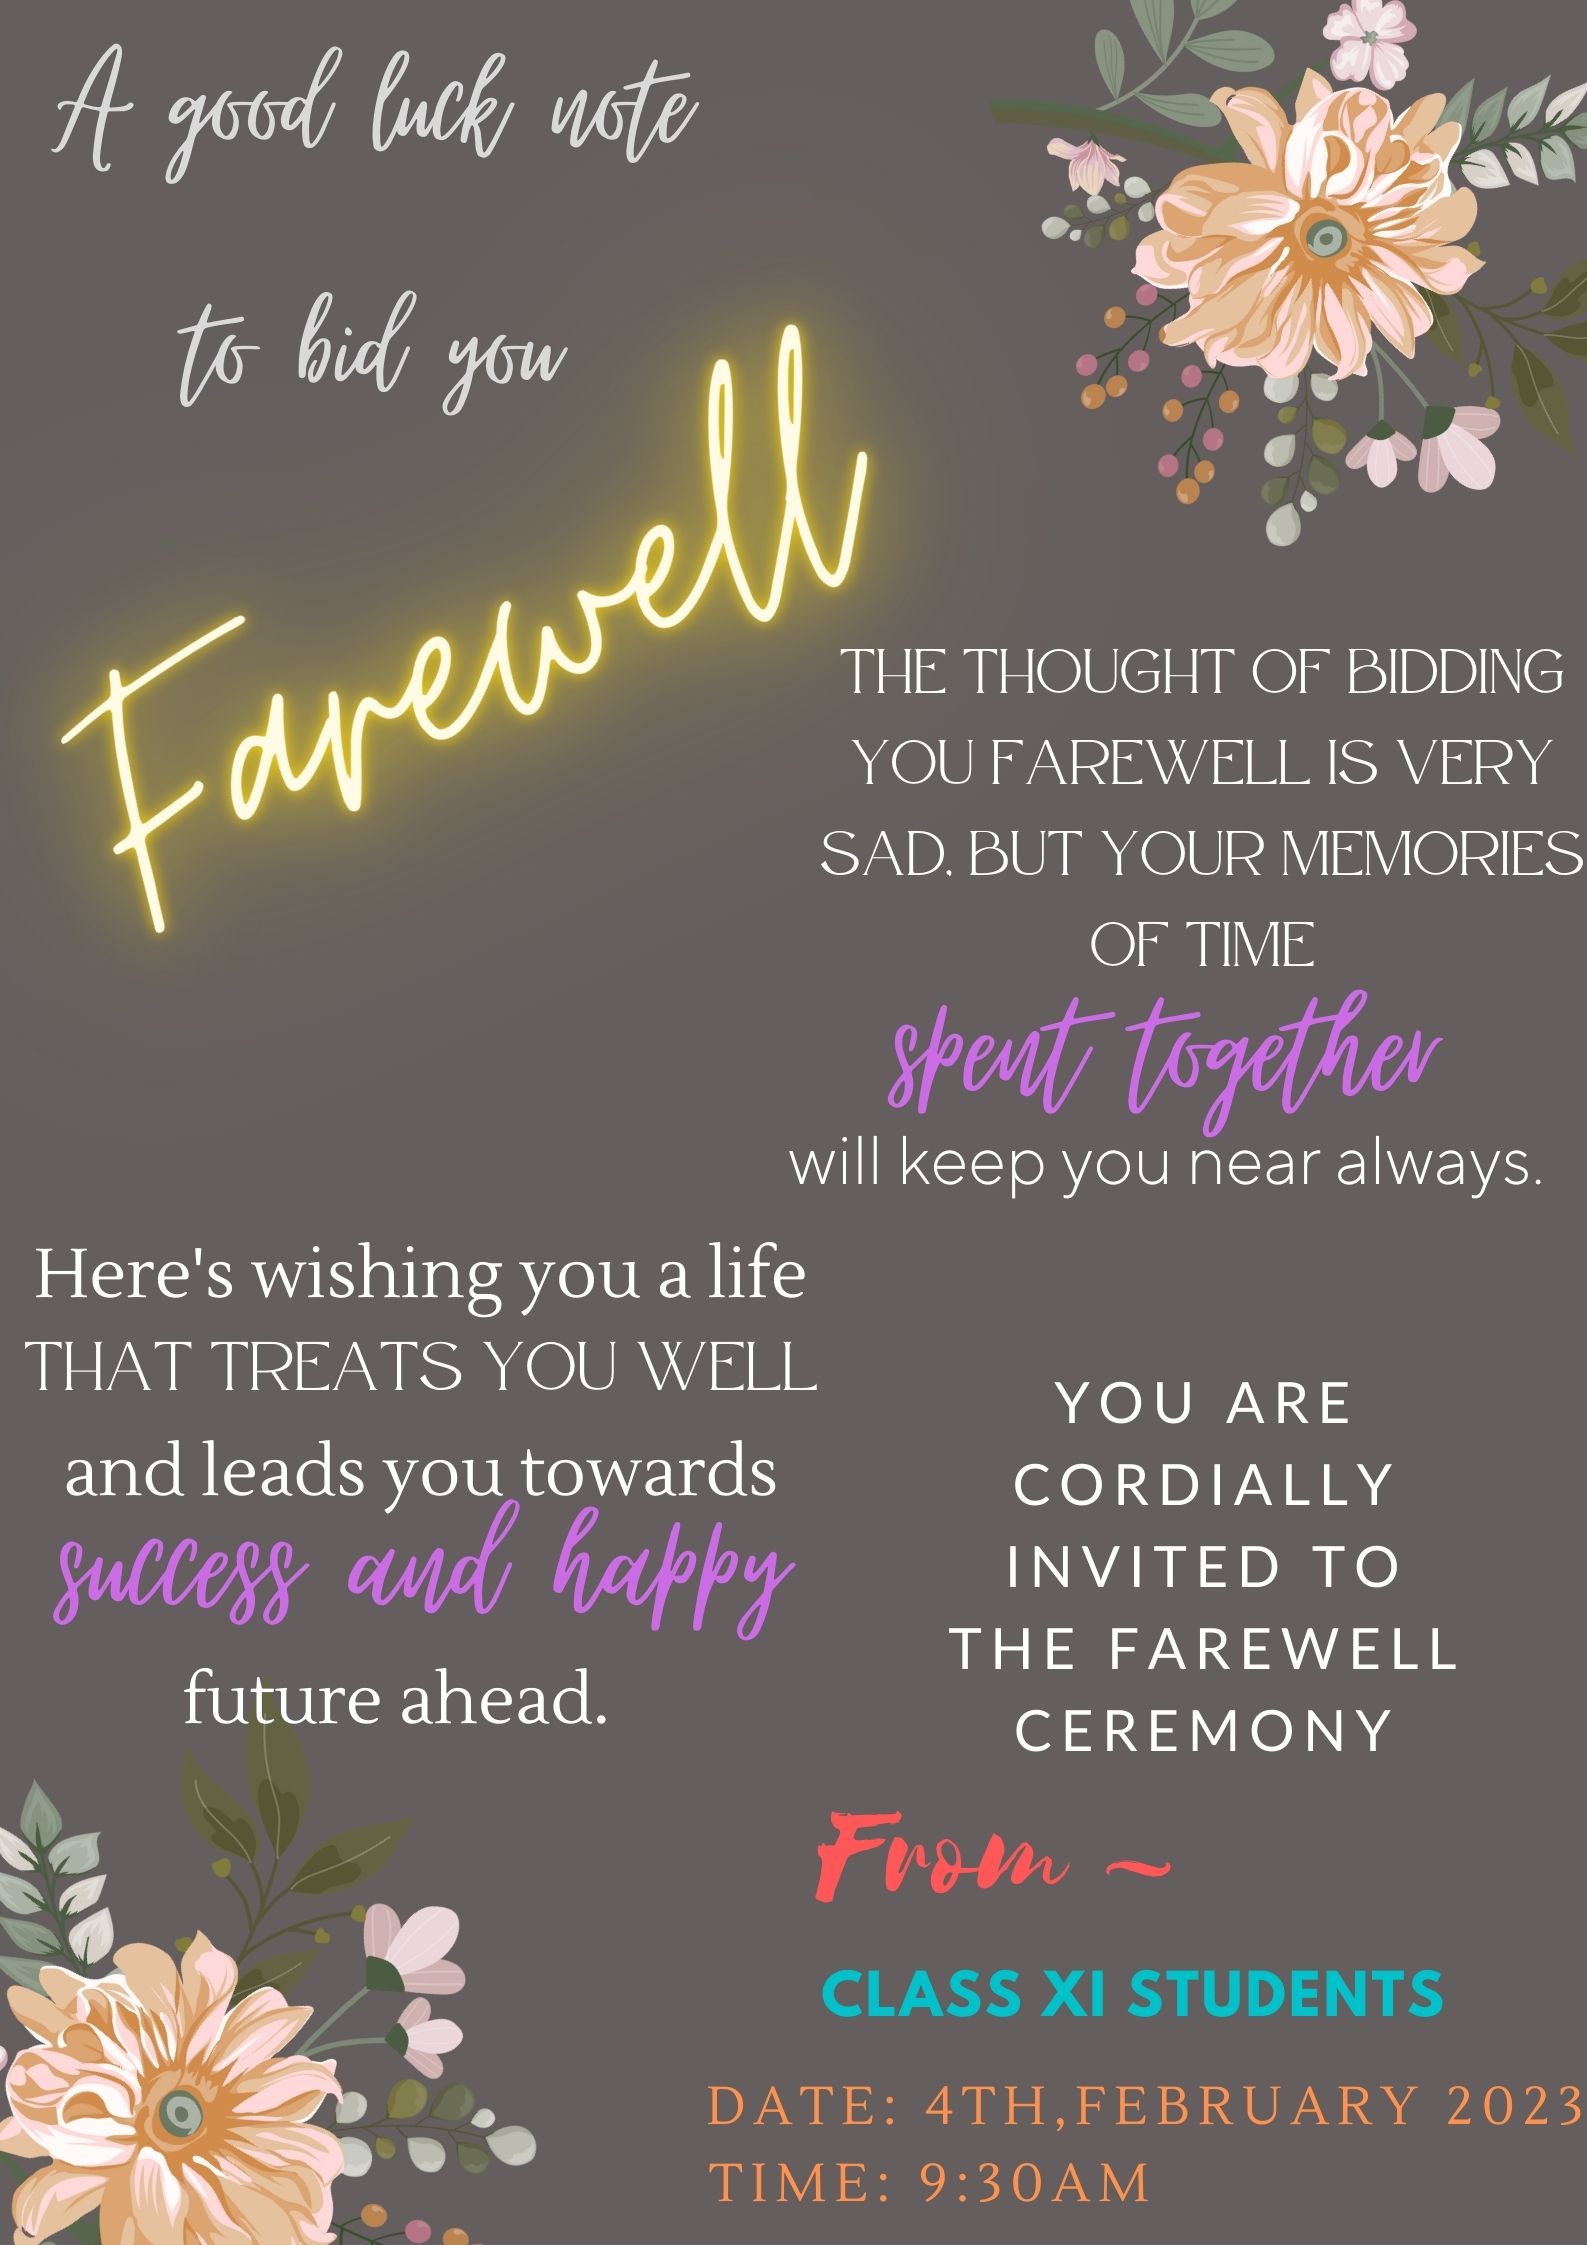 A good luck note
to bid you
Farewell
THE THOUGHT OF BIDDING
YOU FAREWELL IS VERY
SAD, BUT YOUR MEMORIES
OF TIME
spent together
will keep you near always.
Here's wishing you a life
THAT TREATS YOU WELL
and leads you towards
success and happy
future ahead.
YOU ARE
CORDIALLY
INVITED TO
THE FAREWELL
CEREMONY
From ~
CLASS XI STUDENTS
DATE: 4TH,FEBRUARY 2023
TIME: 9:30AM